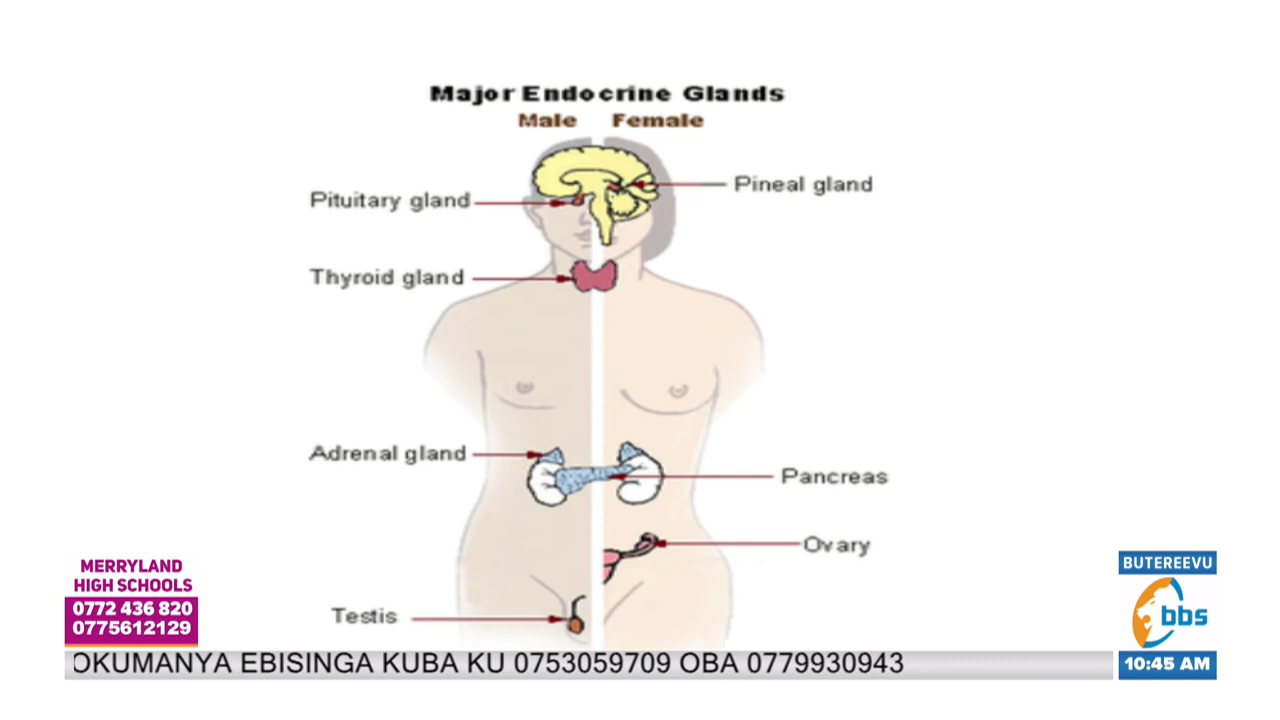 Major Endocrine Glands
Male Female
Pineal gland
Pituitary gland
Thyroid gland
Adrenal gland
Pancreas
Ovary
Testis
MERRYLAND
HIGH SCHOOLS
0772 436 820
0775612129
BUTEREEVU
bbs
10:45 AM
OKUMANYA EBISINGA KUBA KU 0753059709 OBA 0779930943